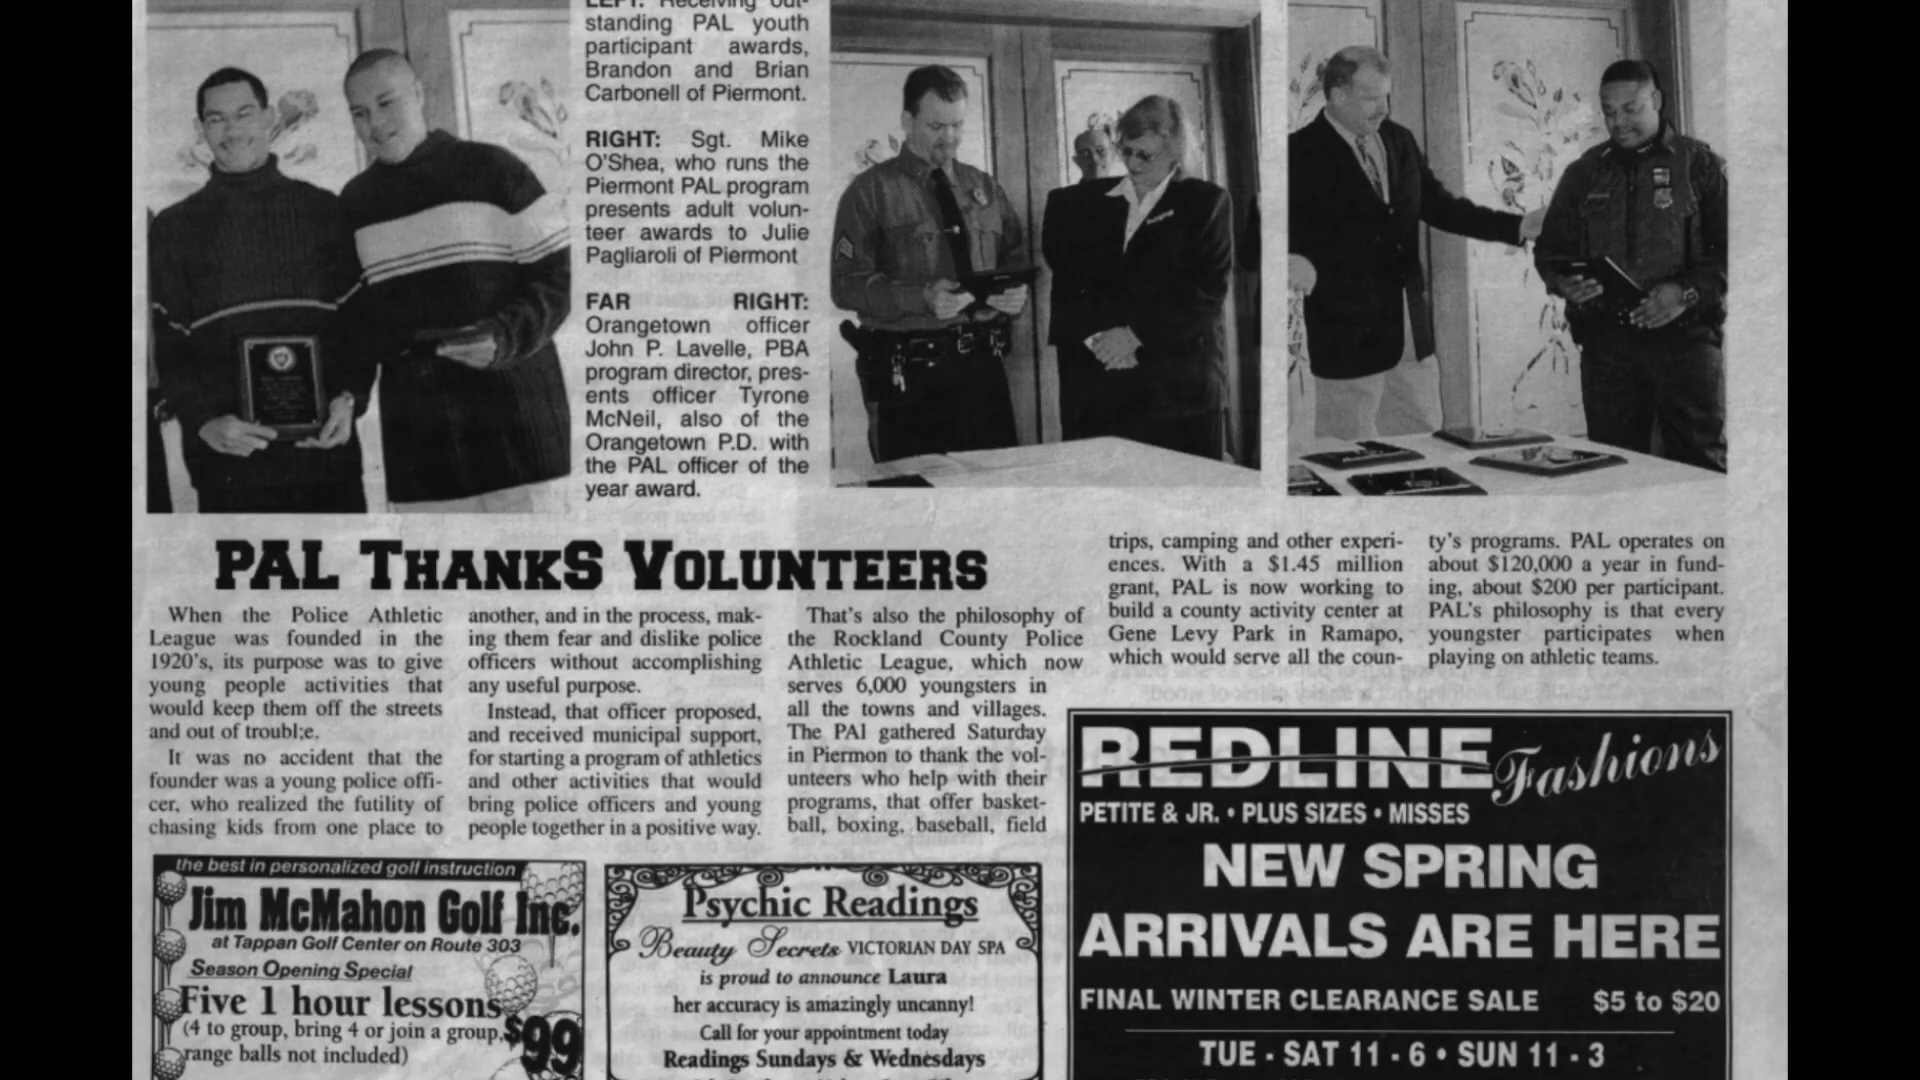 LEFT: Receiving out-
standing PAL youth
participant awards,
Brandon and Brian
Carbonell of Piermont.
RIGHT: Sgt. Mike
O'Shea, who runs the
Piermont PAL program
presents adult volun-
teer awards to Julie
Pagliaroli of Piermont
FAR RIGHT:
Orangetown officer
John P. Lavelle, PBA
program director, pres-
ents officer Tyrone
McNeil, also of the
Orangetown P.D. with
the PAL officer of the
year award.
PAL THANKS VOLUNTEERS
When the Police Athletic
League was founded in the
1920's, its purpose was to give
young people activities that
would keep them off the streets
and out of troubl;e.
It was no accident that the
founder was a young police offi-
cer, who realized the futility of
chasing kids from one place to
another, and in the process, mak-
ing them fear and dislike police
officers without accomplishing
any useful purpose.
Instead, that officer proposed,
and received municipal support,
for starting a program of athletics
and other activities that would
bring police officers and young
people together in a positive way.
That's also the philosophy of
the Rockland County Police
Athletic League, which now
serves 6,000 youngsters in
all the towns and villages.
The PAl gathered Saturday
in Piermon to thank the vol-
unteers who help with their
programs, that offer basket-
ball, boxing, baseball, field
trips, camping and other experi-
ences. With a $1.45 million
grant, PAL is now working to
build a county activity center at
Gene Levy Park in Ramapo,
which would serve all the coun-
ty's programs. PAL operates on
about $120,000 a year in fund-
ing, about $200 per participant.
PAL's philosophy is that every
youngster participates when
playing on athletic teams.
the best in personalized golf instruction
Jim McMahon Golf Inc.
at Tappan Golf Center on Route 303
Season Opening Special
Five 1 hour lessons
(4 to group, bring 4 or join a group,
range balls not included)
$99
Psychic Readings
Beauty Secrets VICTORIAN DAY SPA
is proud to announce Laura
her accuracy is amazingly uncanny!
Call for your appointment today
Readings Sundays & Wednesdays
REDLINE Fashions
PETITE & JR. • PLUS SIZES • MISSES
NEW SPRING
ARRIVALS ARE HERE
FINAL WINTER CLEARANCE SALE $5 to $20
TUE - SAT 11 - 6 • SUN 11 - 3